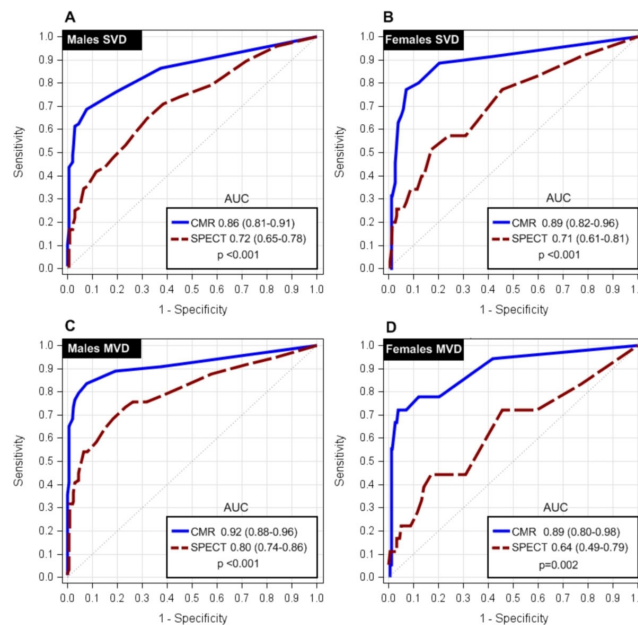 A
Males SVD
1.0
0.9
0.8
0.7
0.6
0.5
0.4
0.3
0.2
0.1
0.0
Sensitivity
AUC
CMR 0.86 (0.81-0.91)
SPECT 0.72 (0.65-0.78)
p <0.001
0.0 0.1 0.2 0.3 0.4 0.5 0.6 0.7 0.8 0.9 1.0
1 - Specificity
B
Females SVD
1.0
0.9
0.8
0.7
0.6
0.5
0.4
0.3
0.2
0.1
0.0
Sensitivity
AUC
CMR 0.89 (0.82-0.96)
SPECT 0.71 (0.61-0.81)
p <0.001
0.0 0.1 0.2 0.3 0.4 0.5 0.6 0.7 0.8 0.9 1.0
1 - Specificity
C
Males MVD
1.0
0.9
0.8
0.7
0.6
0.5
0.4
0.3
0.2
0.1
0.0
Sensitivity
AUC
CMR 0.92 (0.88-0.96)
SPECT 0.80 (0.74-0.86)
p <0.001
0.0 0.1 0.2 0.3 0.4 0.5 0.6 0.7 0.8 0.9 1.0
1 - Specificity
D
Females MVD
1.0
0.9
0.8
0.7
0.6
0.5
0.4
0.3
0.2
0.1
0.0
Sensitivity
AUC
CMR 0.89 (0.80-0.98)
SPECT 0.64 (0.49-0.79)
p=0.002
0.0 0.1 0.2 0.3 0.4 0.5 0.6 0.7 0.8 0.9 1.0
1 - Specificity